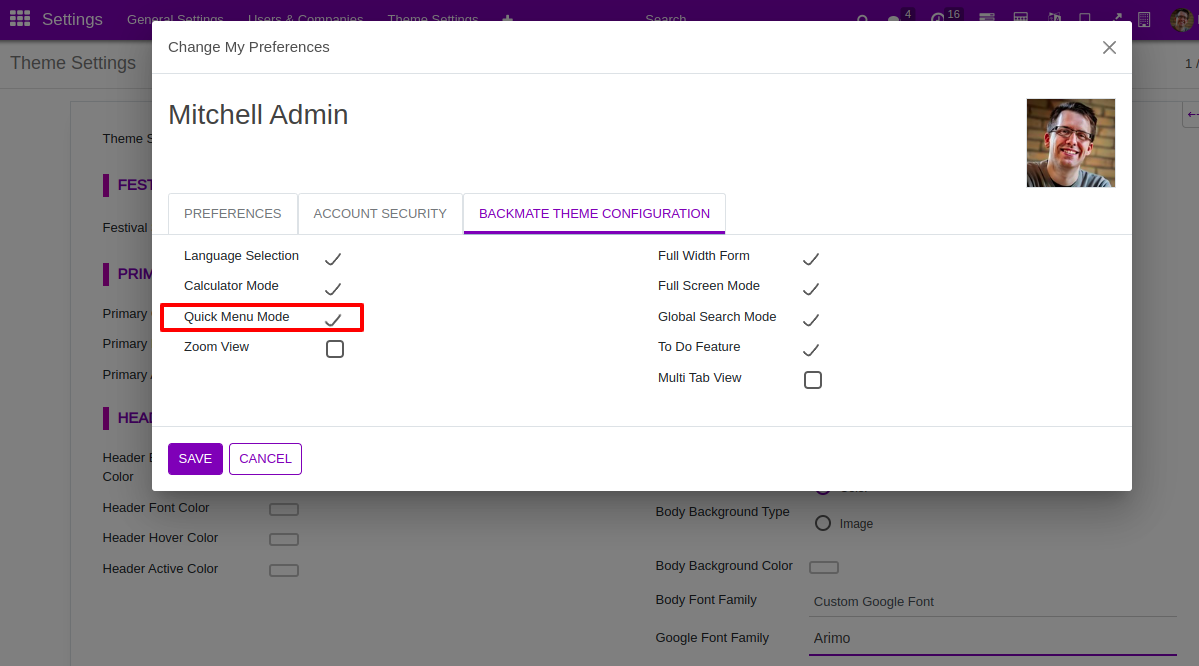 Settings General Settings Users & Companies Theme Settings Search 4 16
Change My Preferences
Theme Settings
1 /
Mitchell Admin
Theme S
FEST
PREFERENCES ACCOUNT SECURITY BACKMATE THEME CONFIGURATION
Festival
Language Selection Full Width Form
PRIM
Calculator Mode Full Screen Mode
Primary
Quick Menu Mode Global Search Mode
Primary
Zoom View To Do Feature
Primary
Multi Tab View
HEAD
Header
Color
SAVE CANCEL
Color
Header Font Color
Body Background Type
Image
Header Hover Color
Header Active Color
Body Background Color
Body Font Family Custom Google Font
Google Font Family Arimo